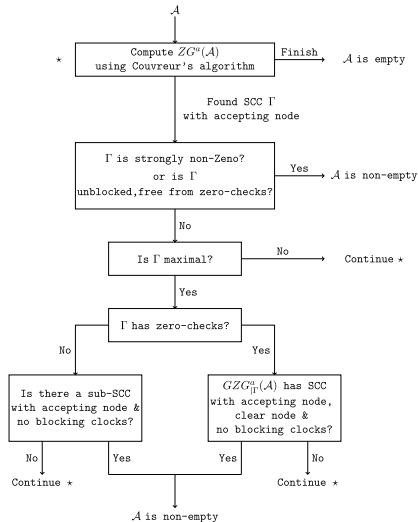 𝒜
⋆
Compute ZGᵃ(𝒜)
using Couvreur's algorithm
Finish
𝒜 is empty
Found SCC Γ
with accepting node
Γ is strongly non-Zeno?
or is Γ
unblocked,free from zero-checks?
Yes
𝒜 is non-empty
No
Is Γ maximal?
No
Continue ⋆
Yes
Γ has zero-checks?
No
Yes
Is there a sub-SCC
with accepting node &
no blocking clocks?
GZGᵃ|Γ(𝒜) has SCC
with accepting node,
clear node &
no blocking clocks?
No
Yes
Yes
No
Continue ⋆
Continue ⋆
𝒜 is non-empty